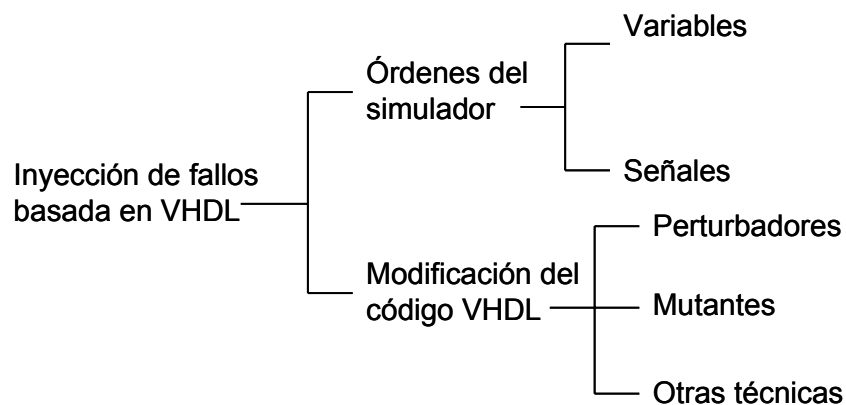 Inyección de fallos
basada en VHDL
Órdenes del
simulador
Variables
Señales
Modificación del
código VHDL
Perturbadores
Mutantes
Otras técnicas